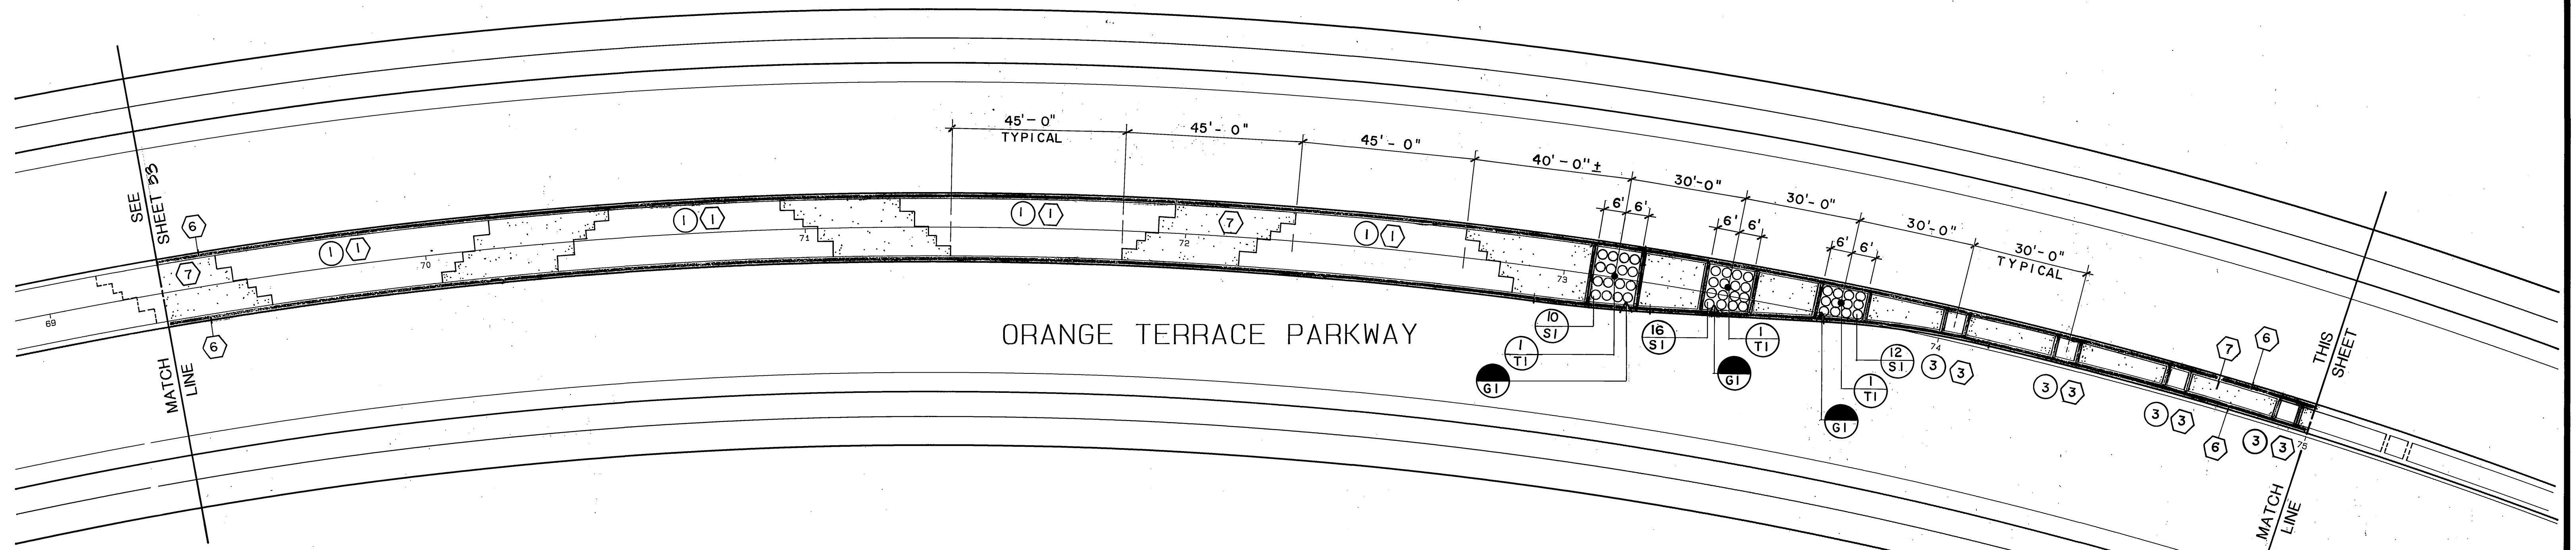 45'-0"
TYPICAL
45'-0"
45'-0"
40'-0"±
30'-0"
30'-0"
30'-0"
30'-0"
TYPICAL
6' 6'
6' 6'
6' 6'
SEE
SHEET 53
MATCH
LINE
6
7
6
1 1
1 1
1 1
7
1 1
69
70
71
72
73
74
75
ORANGE TERRACE PARKWAY
10
S1
1
T1
G1
16
S1
1
T1
G1
12
S1
1
T1
G1
3 3
3 3
3 3
3 3
7
6
6
THIS
SHEET
MATCH
LINE